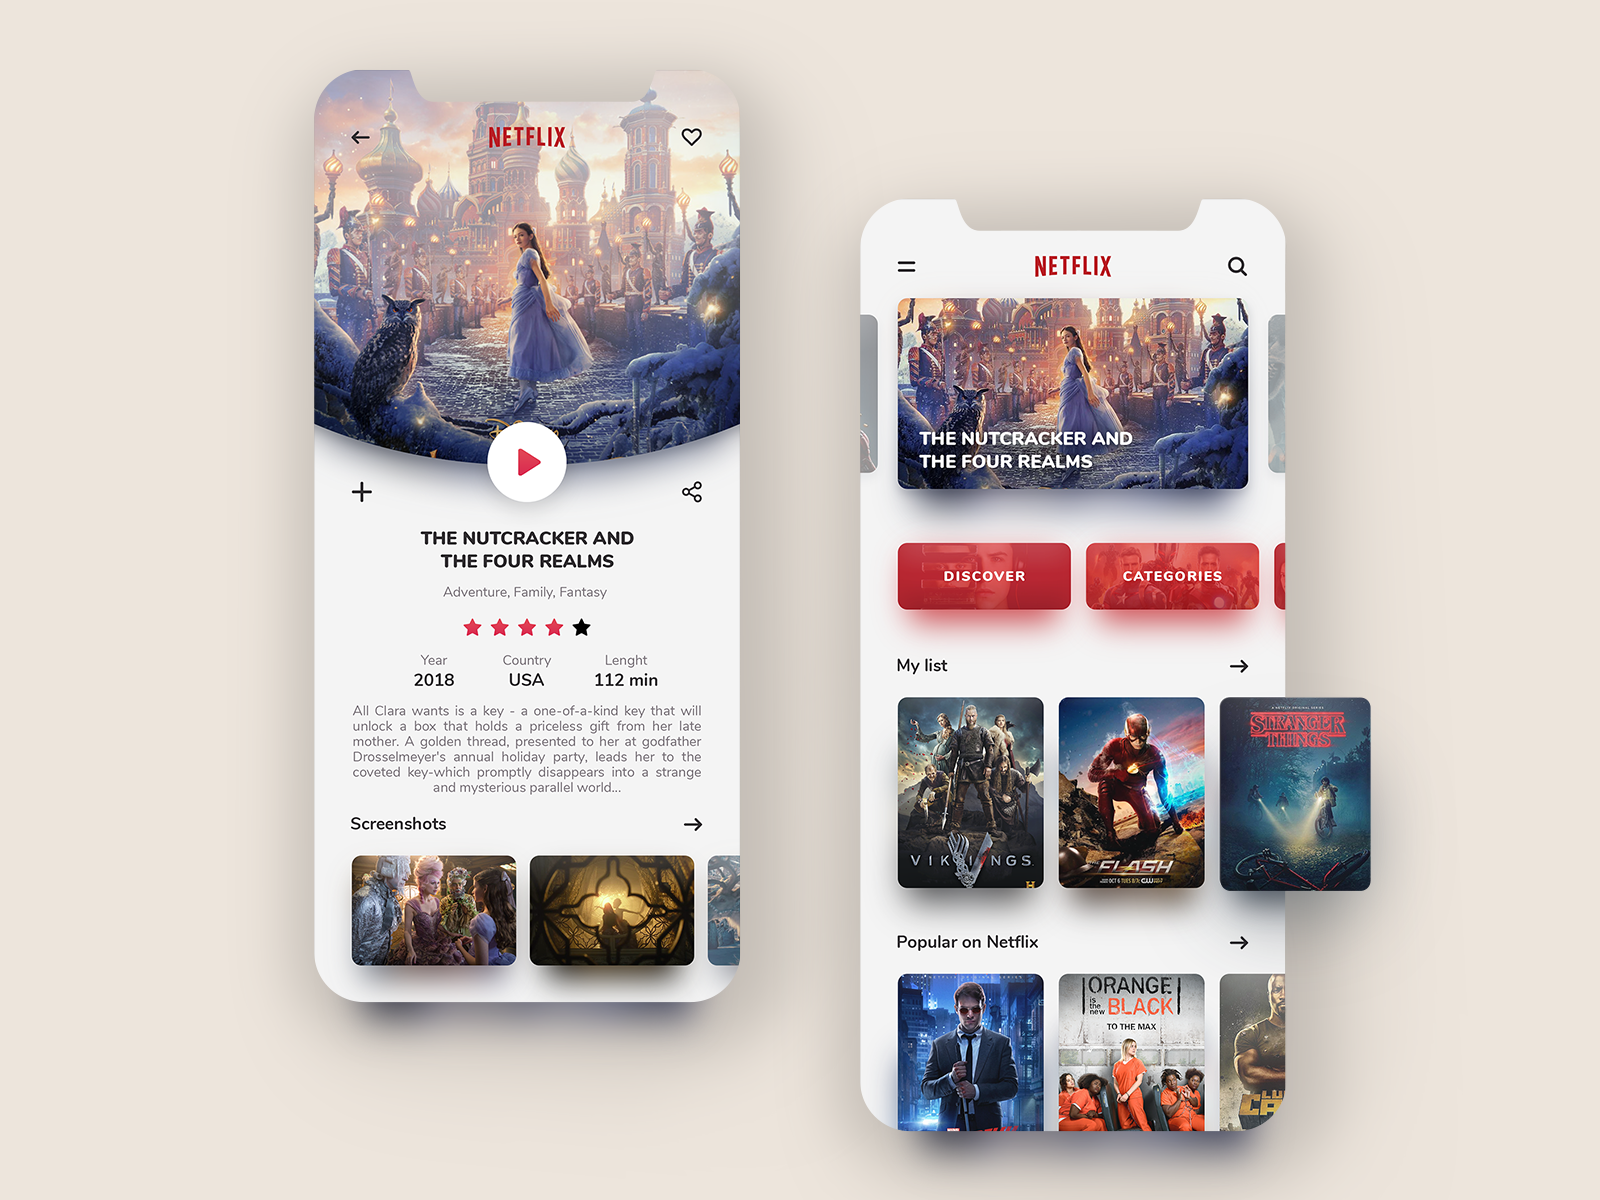 NETFLIX
THE NUTCRACKER AND
THE FOUR REALMS
Adventure, Family, Fantasy
Year Country Lenght
2018 USA 112 min
All Clara wants is a key - a one-of-a-kind key that will
unlock a box that holds a priceless gift from her late
mother. A golden thread, presented to her at godfather
Drosselmeyer's annual holiday party, leads her to the
coveted key-which promptly disappears into a strange
and mysterious parallel world...
Screenshots
NETFLIX
THE NUTCRACKER AND
THE FOUR REALMS
DISCOVER
CATEGORIES
My list
VIKINGS
FLASH
A NETFLIX ORIGINAL SERIES
STRANGER
THINGS
Popular on Netflix
ORANGE
is the new BLACK
TO THE MAX